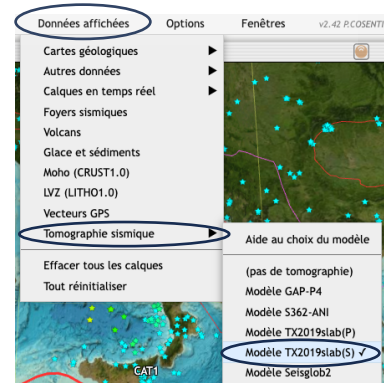 Données affichées Options Fenêtres v2.42 P.COSENTI
Cartes géologiques
Autres données
Calques en temps réel
Foyers sismiques
Volcans
Glace et sédiments
Moho (CRUST1.0)
LVZ (LITHO1.0)
Vecteurs GPS
Tomographie sismique
Effacer tous les calques
Tout réinitialiser
Aide au choix du modèle
(pas de tomographie)
Modèle GAP-P4
Modèle S362-ANI
Modèle TX2019slab(P)
Modèle TX2019slab(S) ✓
Modèle Seisglob2
CAT1